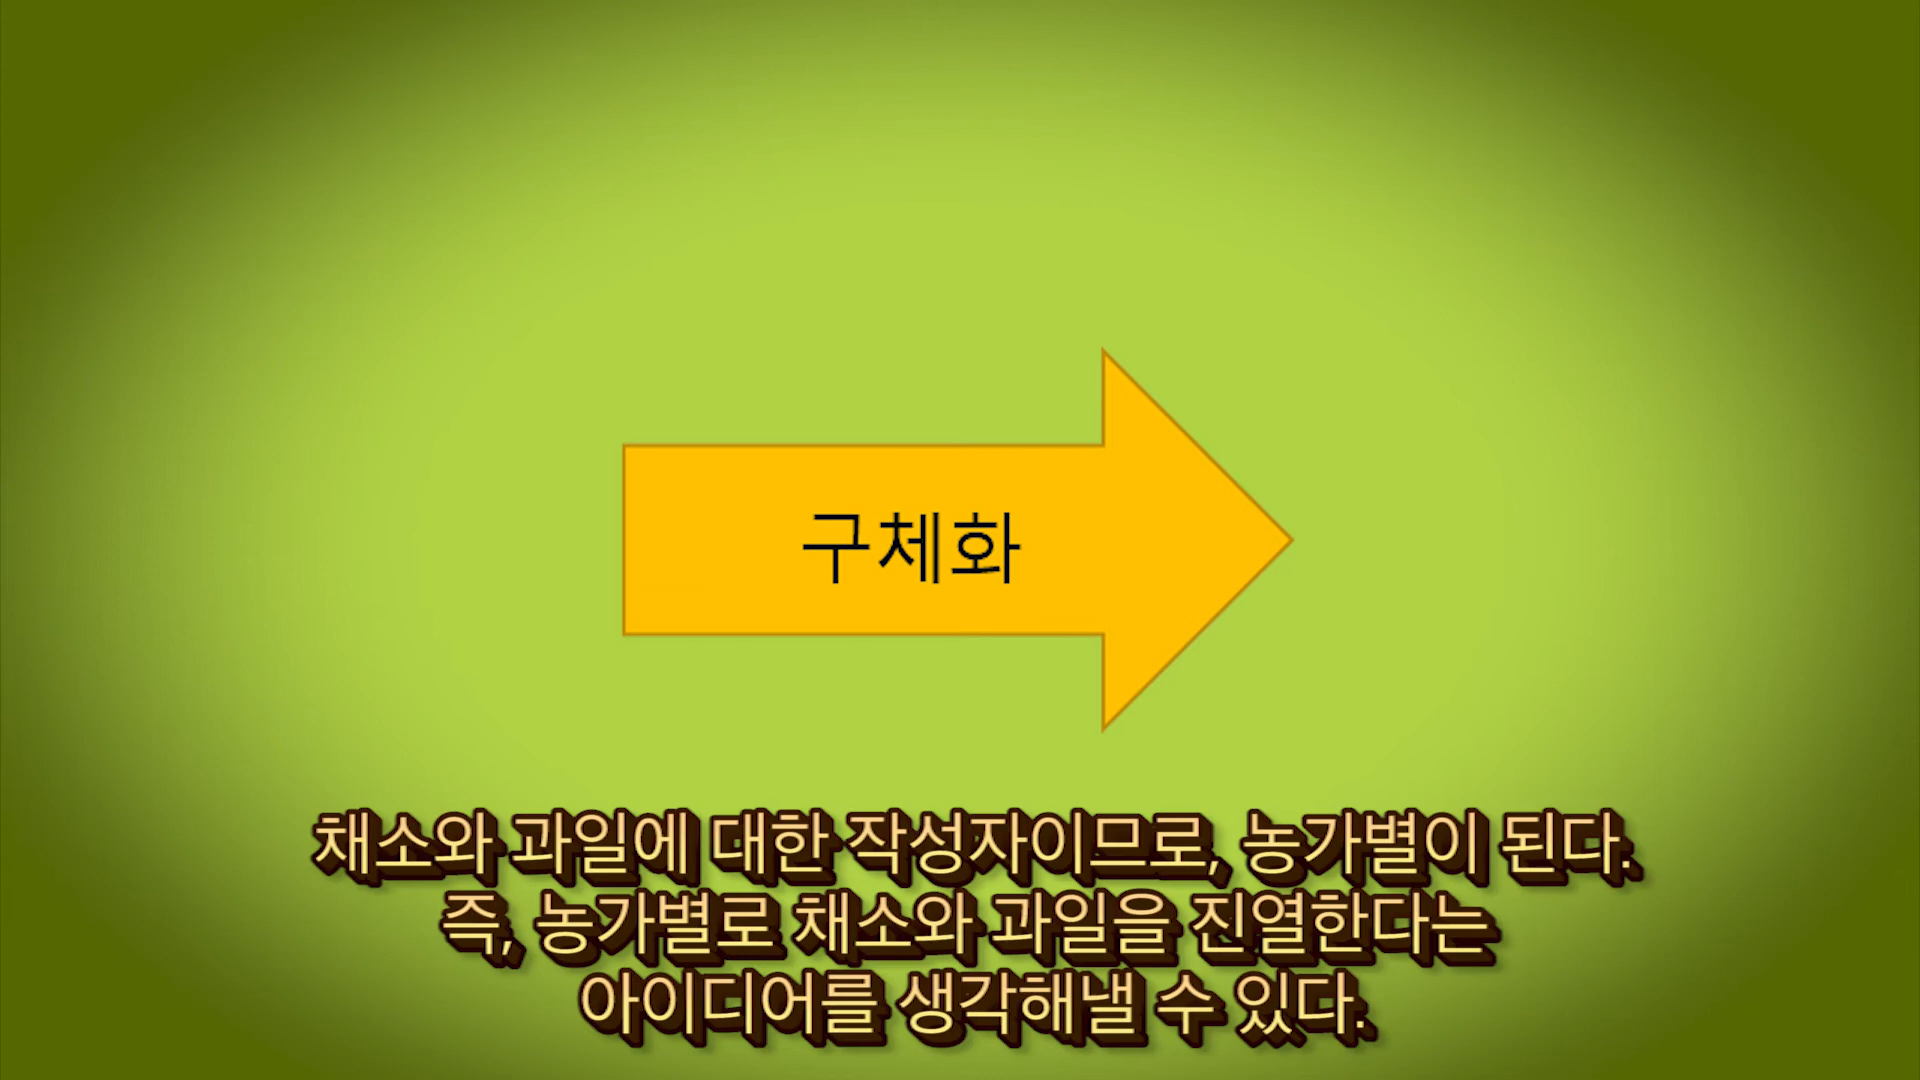 구체화
채소와 과일에 대한 작성자이므로, 농가별이 된다.
즉, 농가별로 채소와 과일을 진열한다는
아이디어를 생각해낼 수 있다.